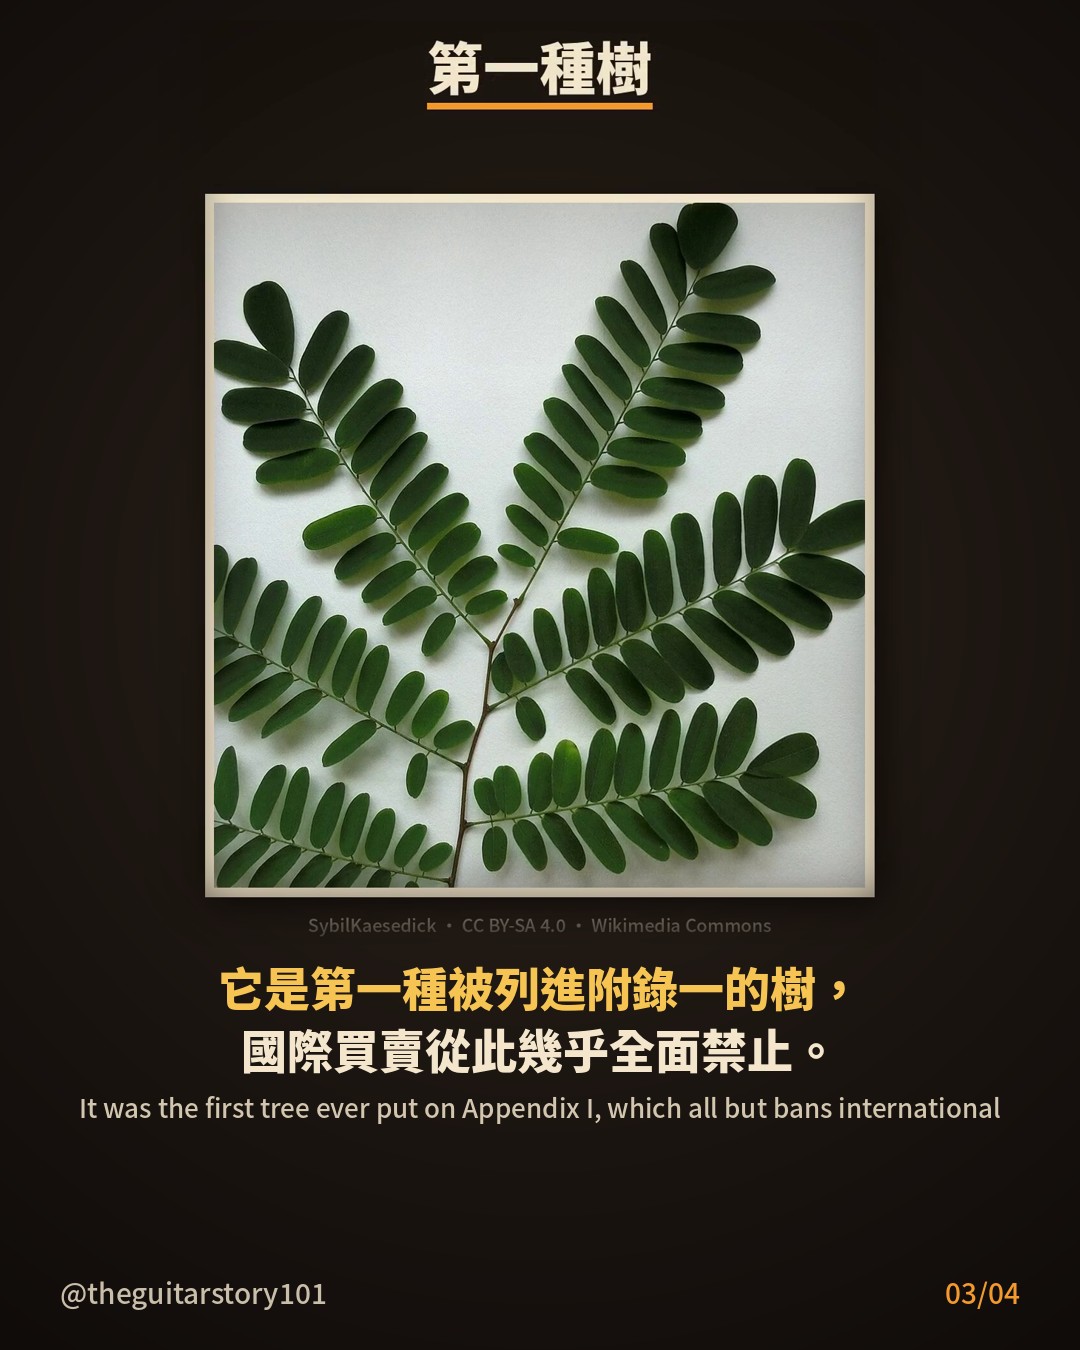 第一種樹
SybilKaesedick • CC BY-SA 4.0 • Wikimedia Commons
它是第一種被列進附錄一的樹，
國際買賣從此幾乎全面禁止。
It was the first tree ever put on Appendix I, which all but bans international
@theguitarstory101
03/04